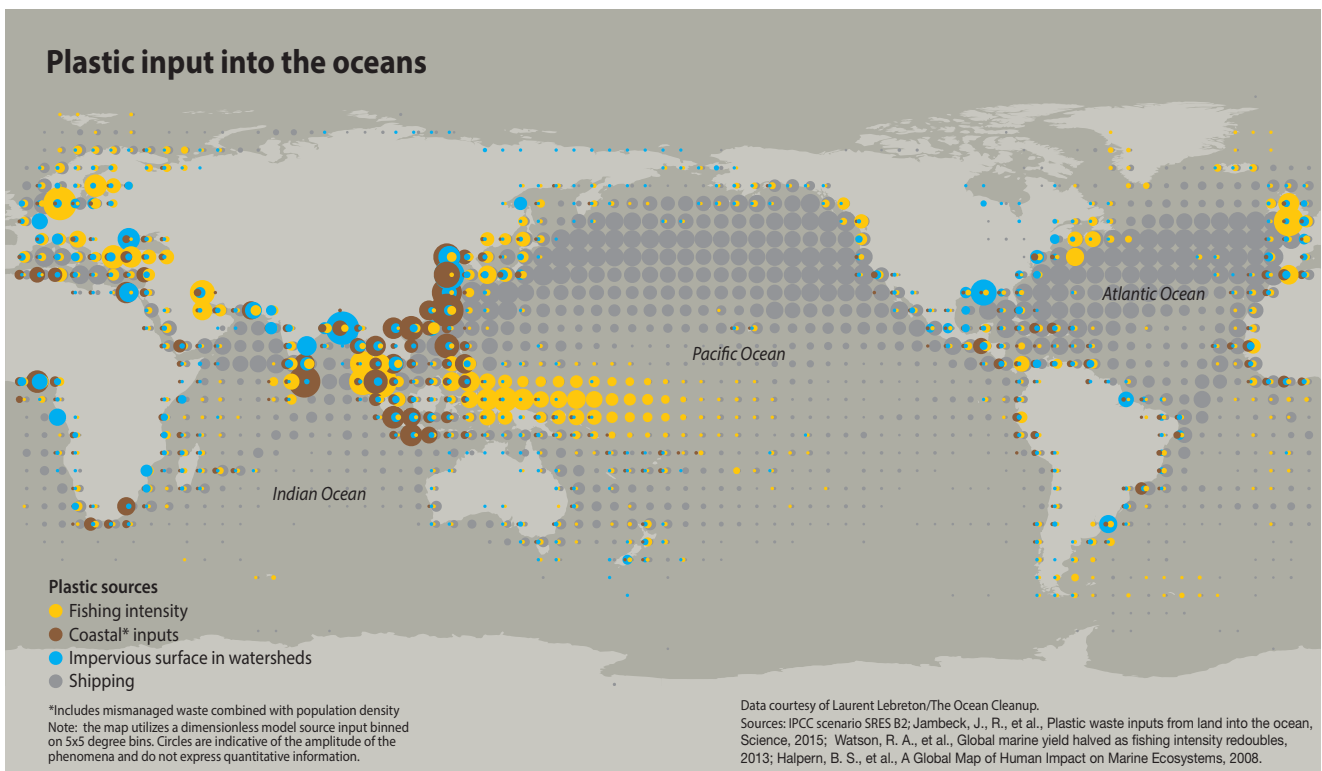 Plastic input into the oceans
Atlantic Ocean
Pacific Ocean
Indian Ocean
Plastic sources
Fishing intensity
Coastal* inputs
Impervious surface in watersheds
Shipping
*Includes mismanaged waste combined with population density
Note: the map utilizes a dimensionless model source input binned
on 5x5 degree bins. Circles are indicative of the amplitude of the
phenomena and do not express quantitative information.
Data courtesy of Laurent Lebreton/The Ocean Cleanup.
Sources: IPCC scenario SRES B2; Jambeck, J., R., et al., Plastic waste inputs from land into the ocean,
Science, 2015; Watson, R. A., et al., Global marine yield halved as fishing intensity redoubles,
2013; Halpern, B. S., et al., A Global Map of Human Impact on Marine Ecosystems, 2008.